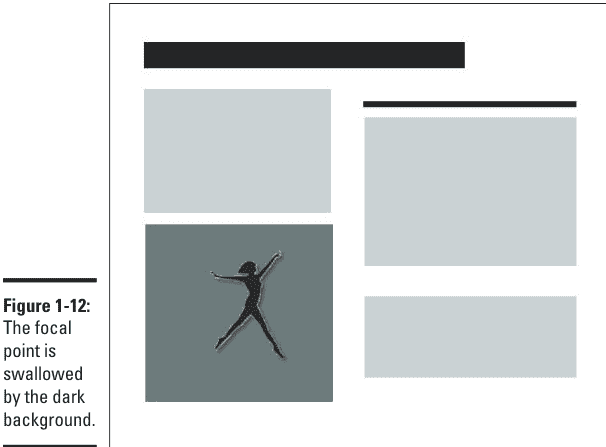 Figure 1-12:
The focal
point is
swallowed
by the dark
background.